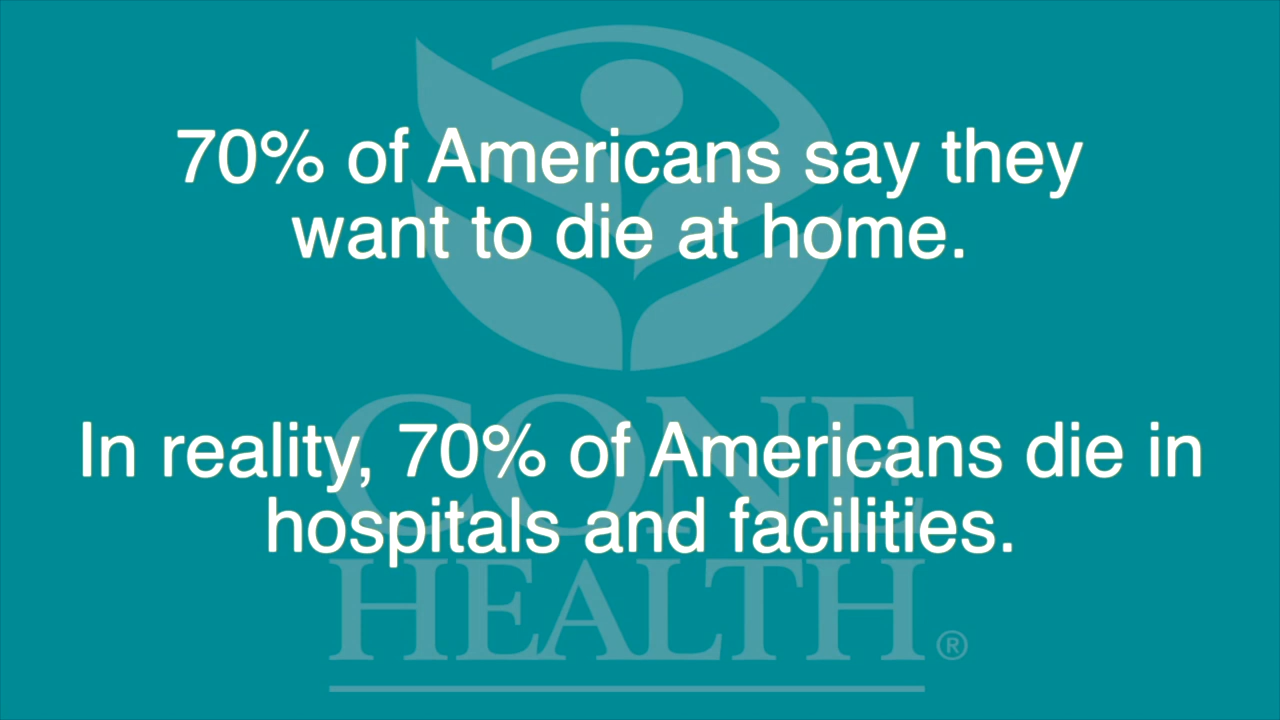 70% of Americans say they
want to die at home.
In reality, 70% of Americans die in
hospitals and facilities.
CONE
HEALTH®